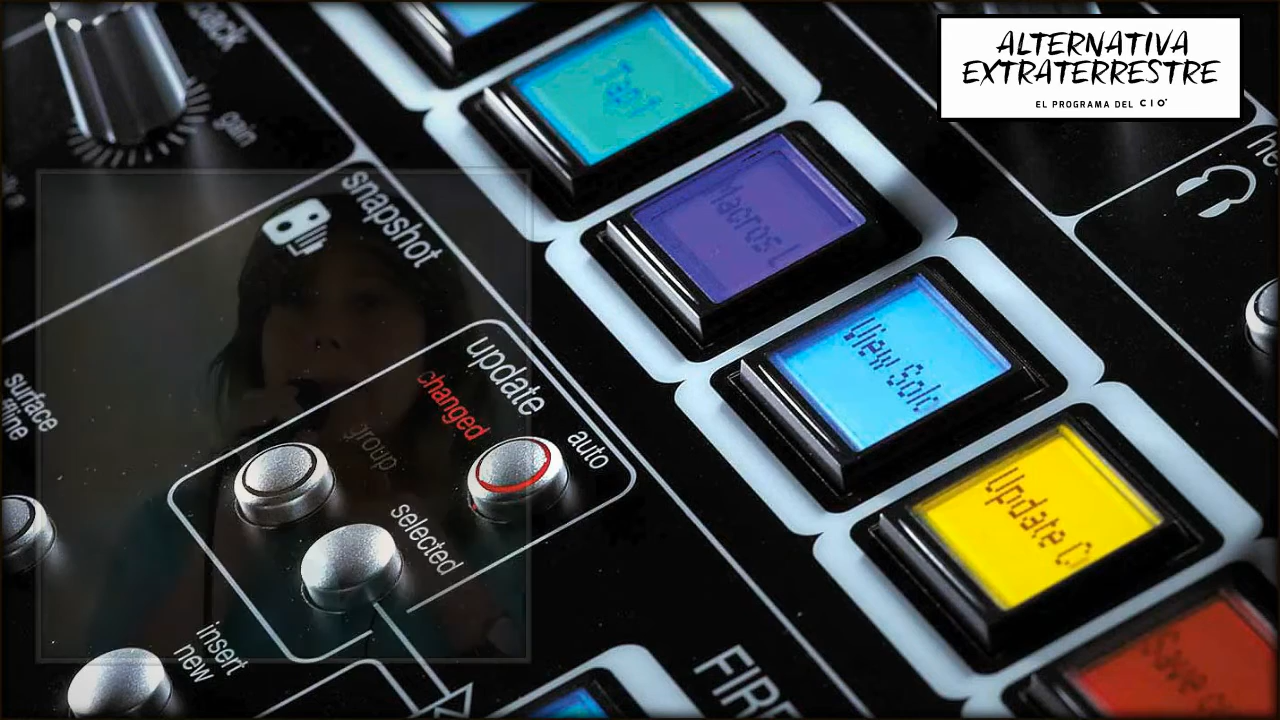 ALTERNATIVA
EXTRATERRESTRE
EL PROGRAMA DEL CIO
gain
snapshot
update
changed
group
auto
selected
surface
insert
new
Macros
View Solo
Update
FIRE